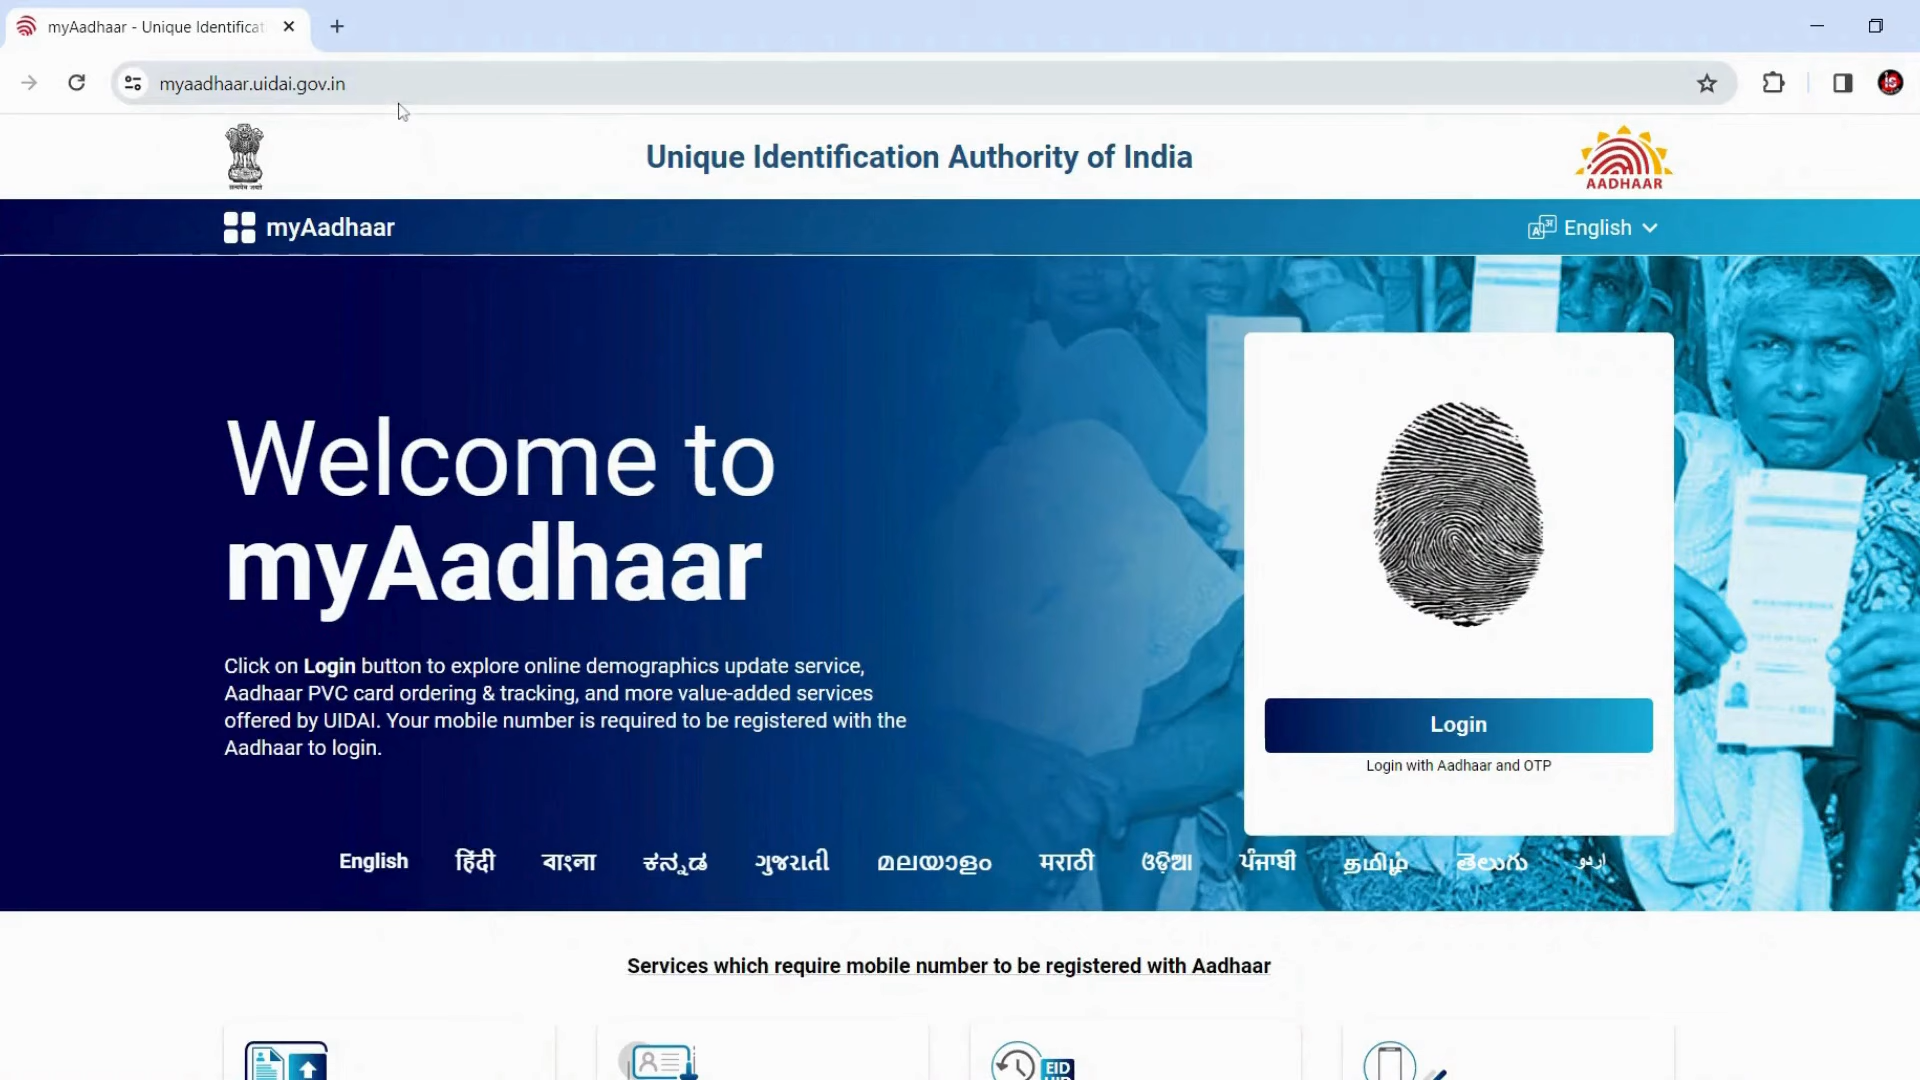 myAadhaar - Unique Identificat
myaadhaar.uidai.gov.in
सत्यमेव जयते
Unique Identification Authority of India
AADHAAR
myAadhaar
English
Welcome to
myAadhaar
Click on Login button to explore online demographics update service,
Aadhaar PVC card ordering & tracking, and more value-added services
offered by UIDAI. Your mobile number is required to be registered with the
Aadhaar to login.
Login
Login with Aadhaar and OTP
English हिंदी বাংলা ಕನ್ನಡ ગુજરાતી മലയാളം मराठी ଓଡ଼ିଆ ਪੰਜਾਬੀ தமிழ் తెలుగు اردو
Services which require mobile number to be registered with Aadhaar
EID